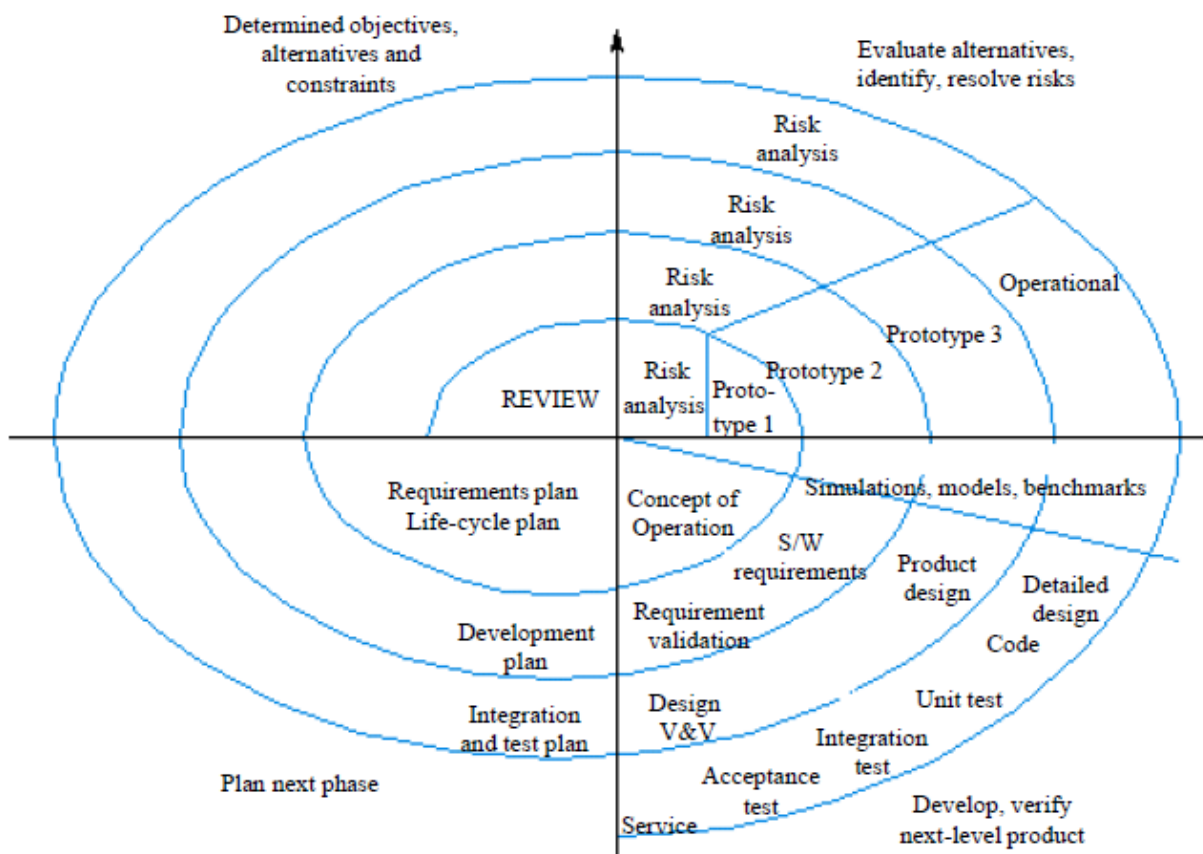 Determined objectives,
alternatives and
constraints
Evaluate alternatives,
identify, resolve risks
Risk
analysis
Risk
analysis
Risk
analysis
Operational
Prototype 3
Prototype 2
Risk
analysis
Proto-
type 1
REVIEW
Requirements plan
Life-cycle plan
Concept of
Operation
Simulations, models, benchmarks
S/W
requirements
Product
design
Detailed
design
Requirement
validation
Development
plan
Code
Integration
and test plan
Design
V&V
Unit test
Integration
test
Acceptance
test
Plan next phase
Service
Develop, verify
next-level product